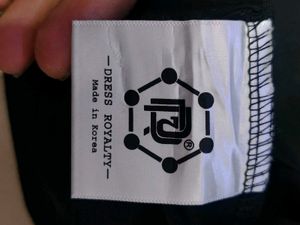 ®
—DRESS ROYALTY—
Made in Korea